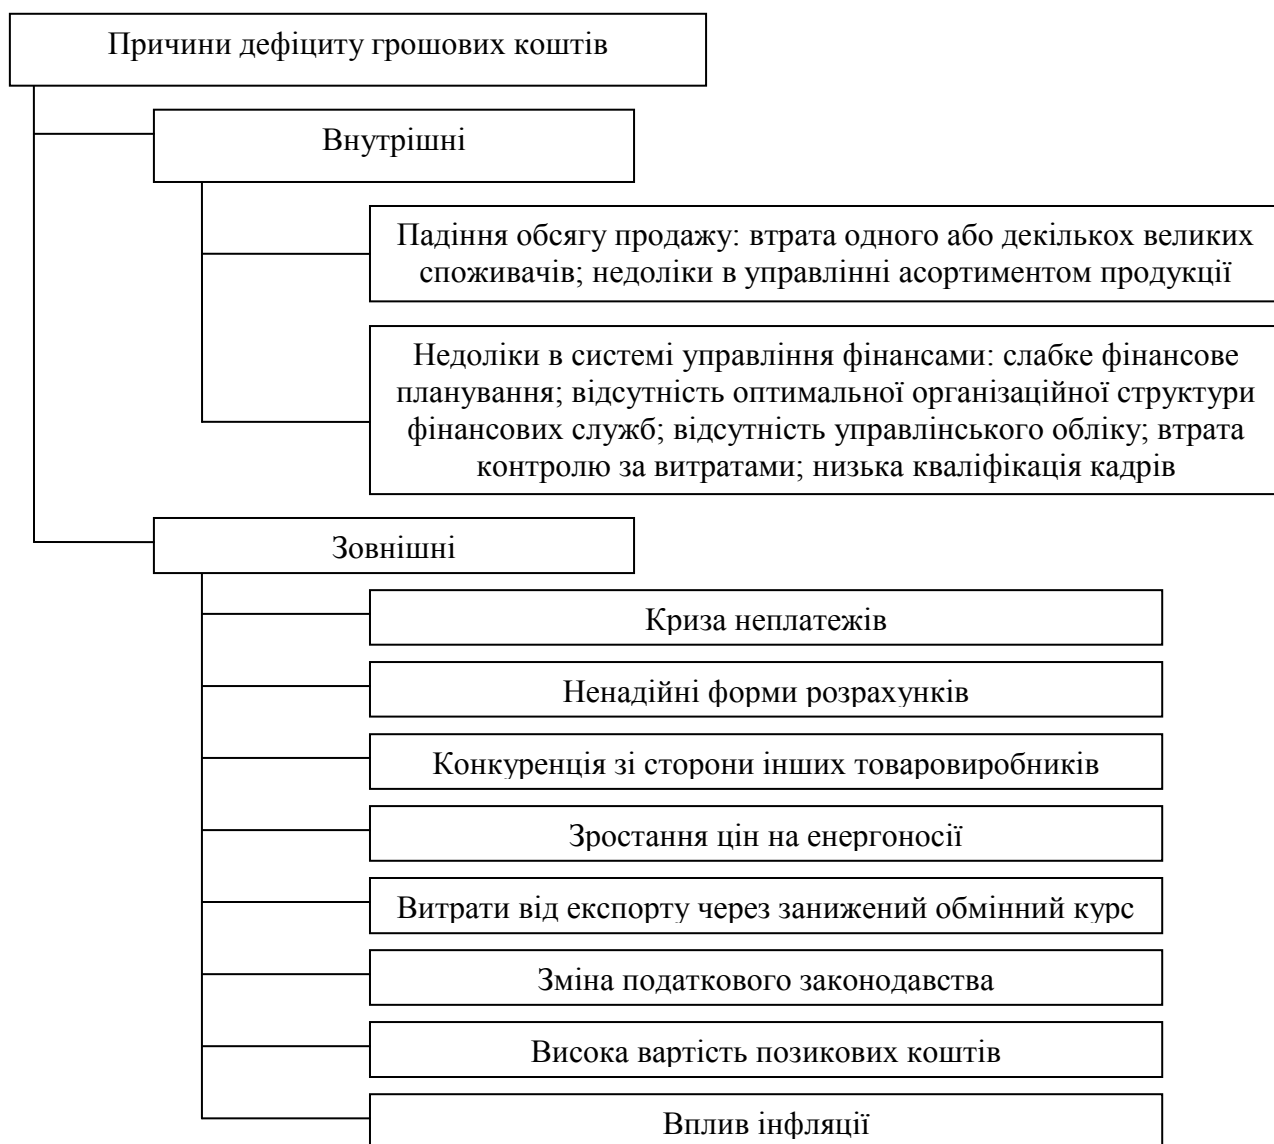 Причини дефіциту грошових коштів
Внутрішні
Падіння обсягу продажу: втрата одного або декількох великих
споживачів; недоліки в управлінні асортиментом продукції
Недоліки в системі управління фінансами: слабке фінансове
планування; відсутність оптимальної організаційної структури
фінансових служб; відсутність управлінського обліку; втрата
контролю за витратами; низька кваліфікація кадрів
Зовнішні
Криза неплатежів
Ненадійні форми розрахунків
Конкуренція зі сторони інших товаровиробників
Зростання цін на енергоносії
Витрати від експорту через занижений обмінний курс
Зміна податкового законодавства
Висока вартість позикових коштів
Вплив інфляції